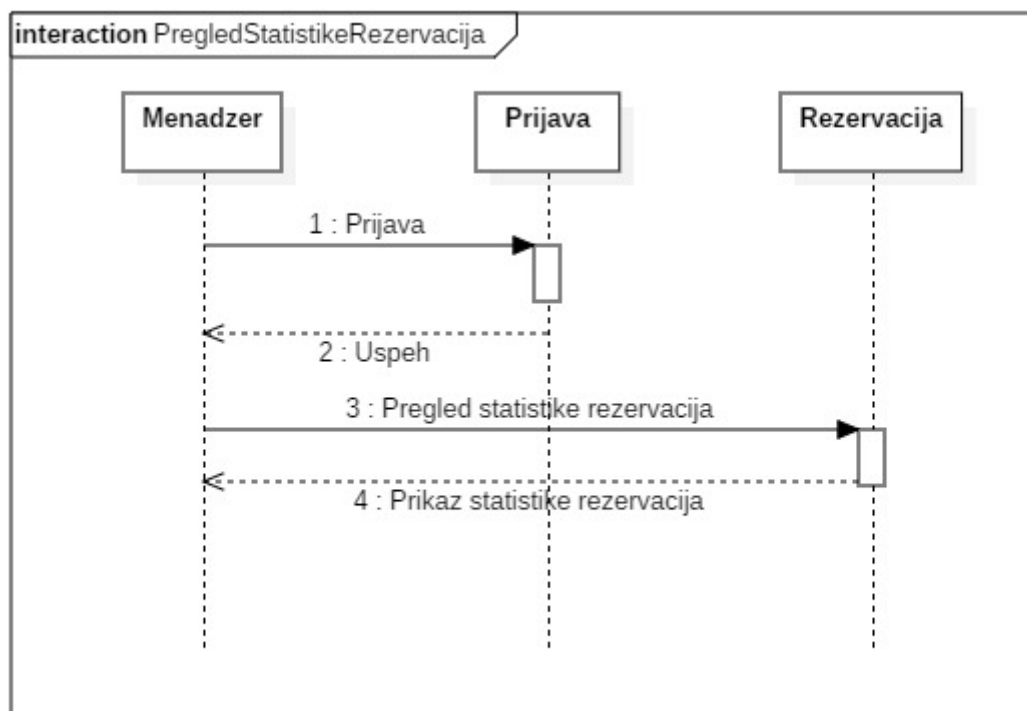 interaction PregledStatistikeRezervacija
Menadzer
Prijava
Rezervacija
1 : Prijava
2 : Uspeh
3 : Pregled statistike rezervacija
4 : Prikaz statistike rezervacija